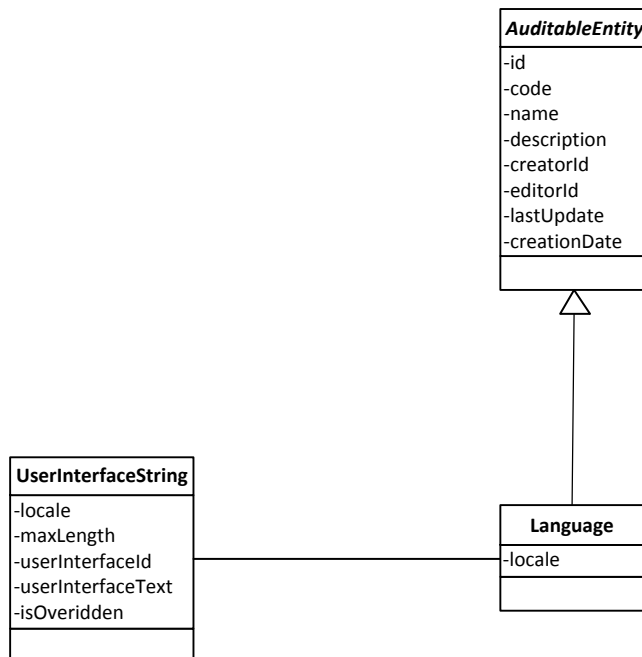 AuditableEntity
-id
-code
-name
-description
-creatorId
-editorId
-lastUpdate
-creationDate
UserInterfaceString
-locale
-maxLength
-userInterfaceId
-userInterfaceText
-isOveridden
Language
-locale